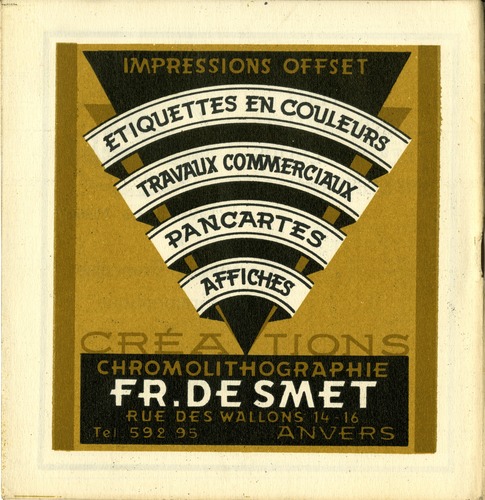 IMPRESSIONS OFFSET
ETIQUETTES EN COULEURS
TRAVAUX COMMERCIAUX
PANCARTES
AFFICHES
CRÉATIONS
CHROMOLITHOGRAPHIE
FR. DE SMET
RUE DES WALLONS 14-16
Tel 592 95 ANVERS